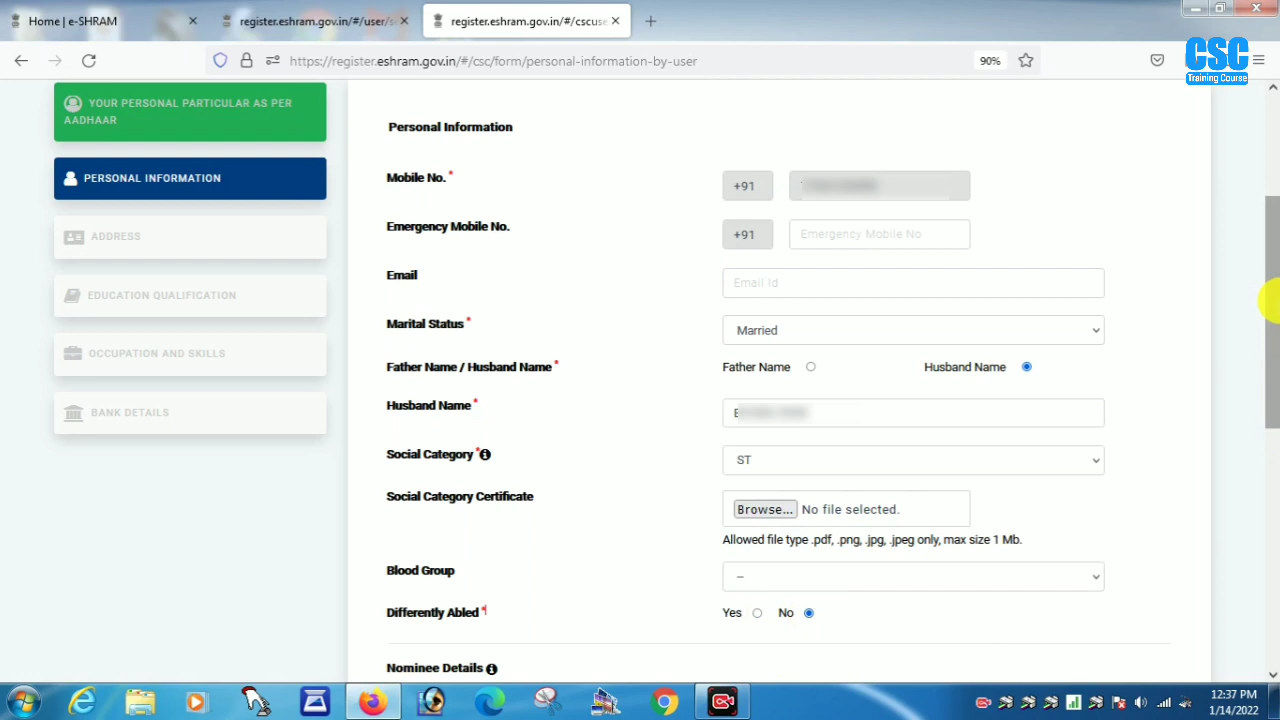 Home | e-SHRAM
register.eshram.gov.in/#/user/se
register.eshram.gov.in/#/cscuse
https://register.eshram.gov.in/#/csc/form/personal-information-by-user
90%
CSC
Training Course
YOUR PERSONAL PARTICULAR AS PER
AADHAAR
PERSONAL INFORMATION
ADDRESS
EDUCATION QUALIFICATION
OCCUPATION AND SKILLS
BANK DETAILS
Personal Information
Mobile No. *
+91
Emergency Mobile No.
+91
Emergency Mobile No
Email
Email Id
Marital Status *
Married
Father Name / Husband Name *
Father Name
Husband Name
Husband Name *
Social Category *
ST
Social Category Certificate
Browse... No file selected.
Allowed file type .pdf, .png, .jpg, .jpeg only, max size 1 Mb.
Blood Group
--
Differently Abled *
Yes
No
Nominee Details
12:37 PM
1/14/2022